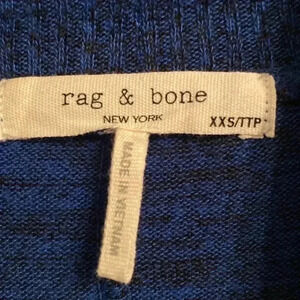 rag & bone
NEW YORK
XXS/TTP
MADE IN VIETNAM